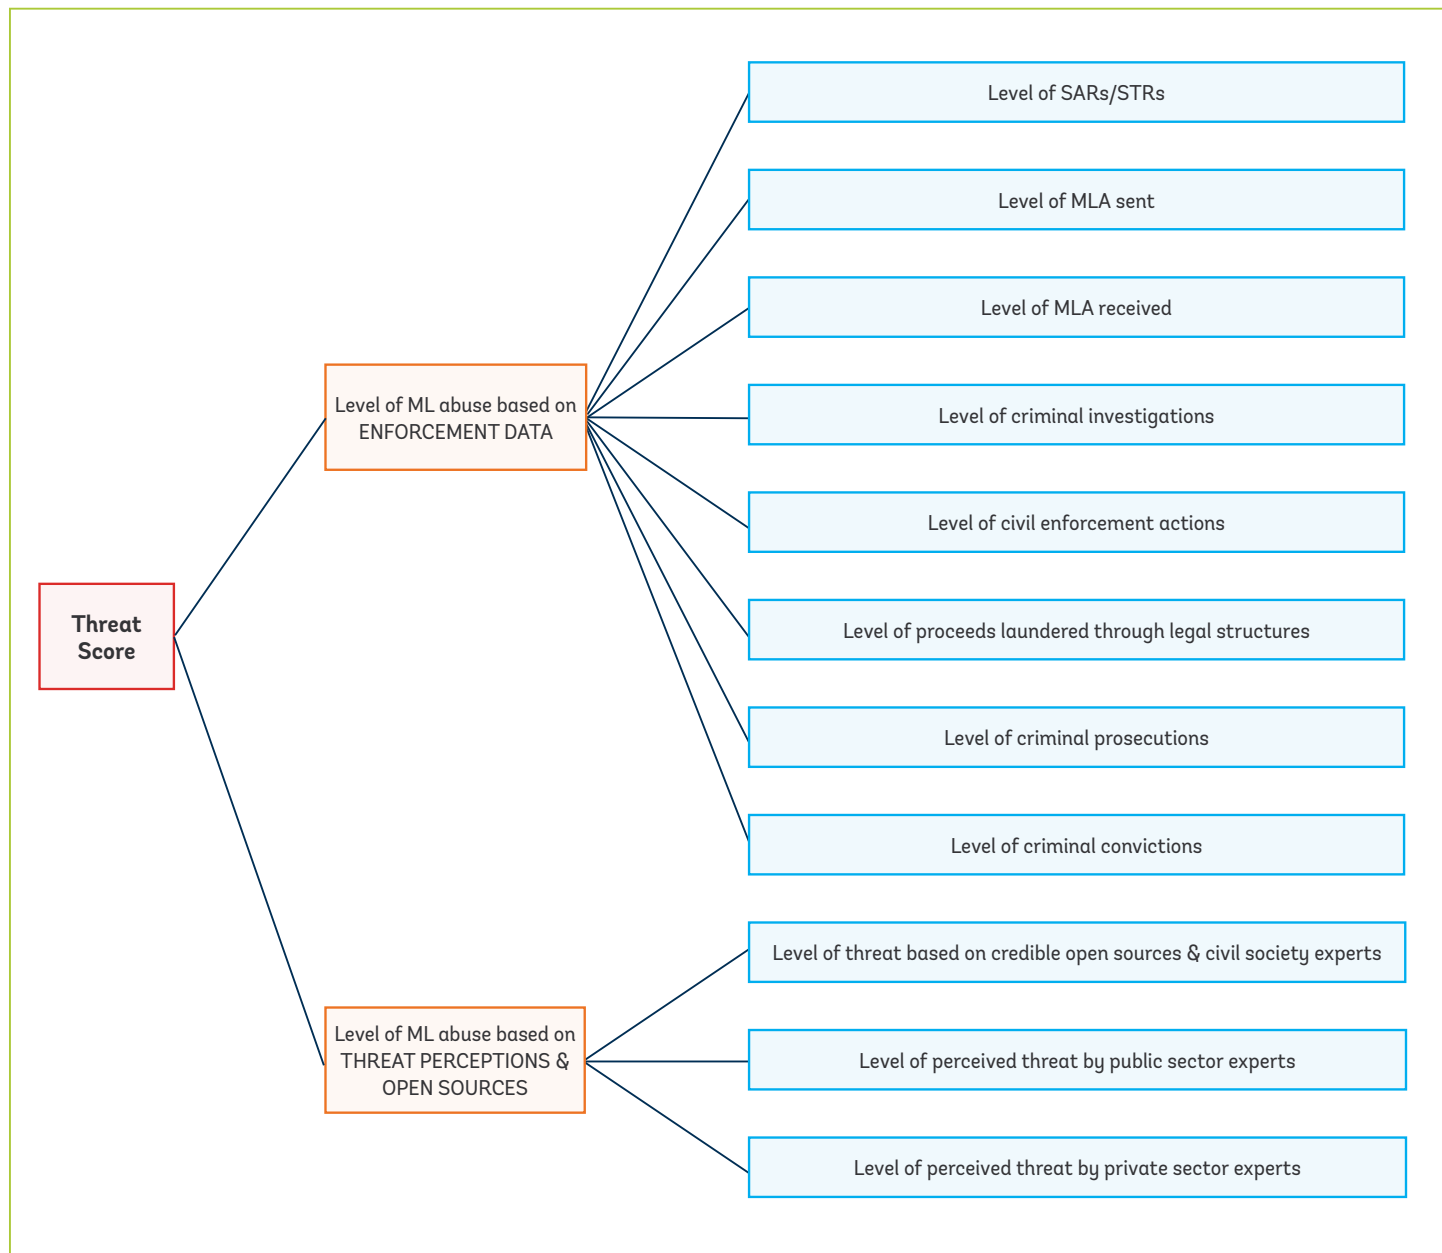 Level of SARs/STRs
Level of MLA sent
Level of MLA received
Level of criminal investigations
Level of ML abuse based on
ENFORCEMENT DATA
Level of civil enforcement actions
Threat
Score
Level of proceeds laundered through legal structures
Level of criminal prosecutions
Level of criminal convictions
Level of threat based on credible open sources & civil society experts
Level of ML abuse based on
THREAT PERCEPTIONS &
OPEN SOURCES
Level of perceived threat by public sector experts
Level of perceived threat by private sector experts